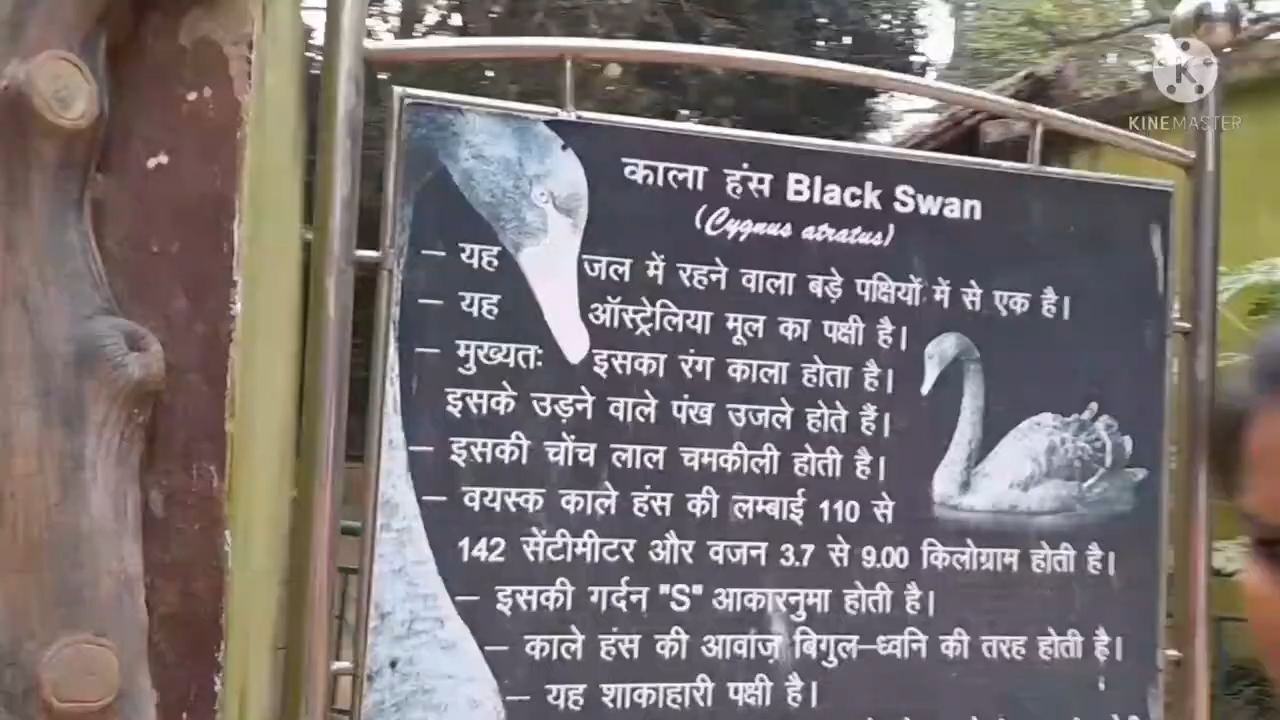 KINEMASTER
काला हंस Black Swan
(Cygnus atratus)
– यह जल में रहने वाला बड़े पक्षियों में से एक है।
– यह ऑस्ट्रेलिया मूल का पक्षी है।
– मुख्यतः इसका रंग काला होता है।
इसके उड़ने वाले पंख उजले होते हैं।
– इसकी चोंच लाल चमकीली होती है।
– वयस्क काले हंस की लम्बाई 110 से
142 सेंटीमीटर और वजन 3.7 से 9.00 किलोग्राम होती है।
– इसकी गर्दन "S" आकारनुमा होती है।
– काले हंस की आवाज़ बिगुल–ध्वनि की तरह होती है।
– यह शाकाहारी पक्षी है।